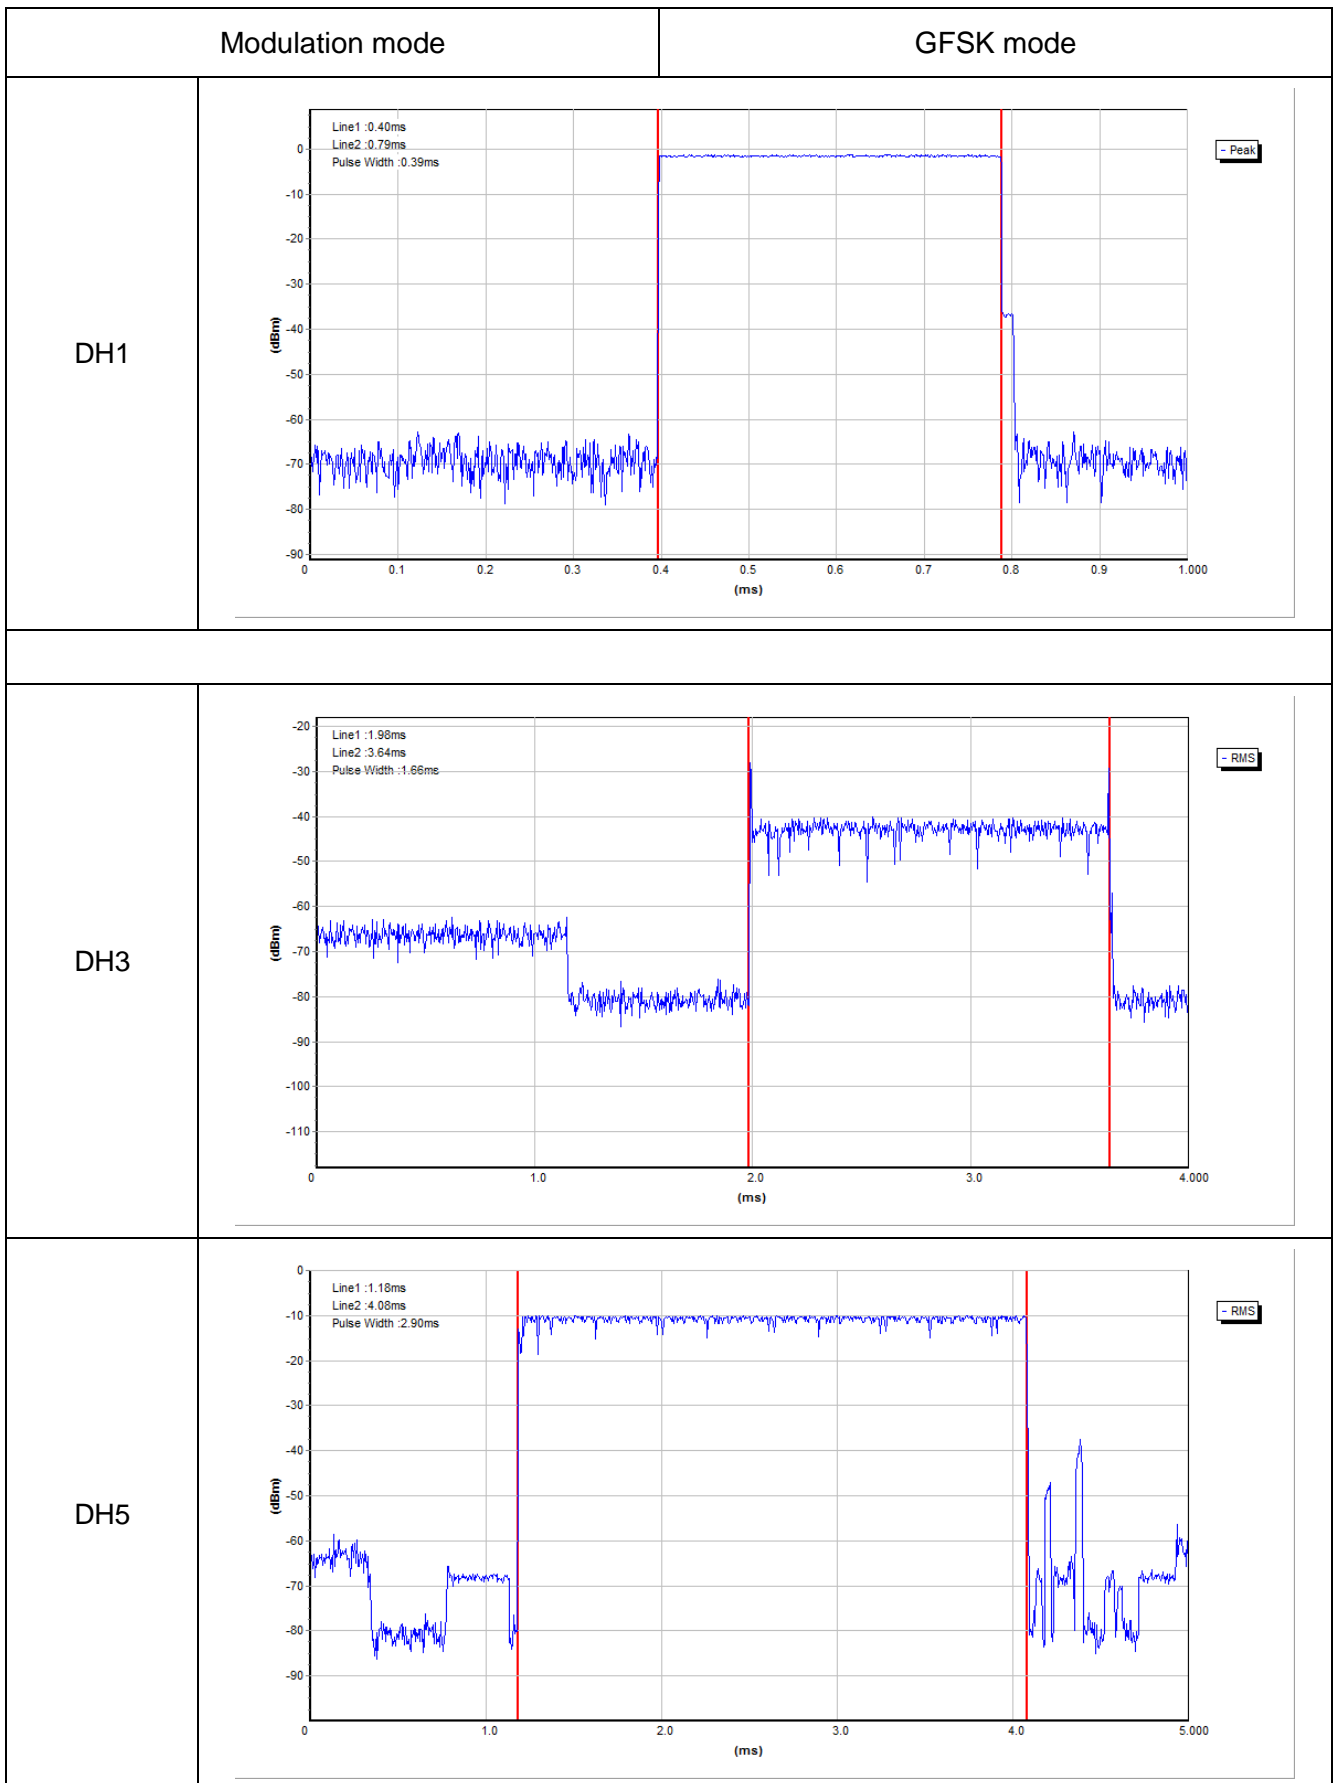 Modulation mode GFSK mode
DH1
Line1 :0.40ms
Line2 :0.79ms
Pulse Width :0.39ms
- Peak
0
-10
-20
-30
-40
-50
-60
-70
-80
-90
(dBm)
0 0.1 0.2 0.3 0.4 0.5 0.6 0.7 0.8 0.9 1.000
(ms)
DH3
Line1 :1.98ms
Line2 :3.64ms
Pulse Width :1.66ms
- RMS
-20
-30
-40
-50
-60
-70
-80
-90
-100
-110
(dBm)
0 1.0 2.0 3.0 4.000
(ms)
DH5
Line1 :1.18ms
Line2 :4.08ms
Pulse Width :2.90ms
- RMS
0
-10
-20
-30
-40
-50
-60
-70
-80
-90
(dBm)
0 1.0 2.0 3.0 4.0 5.000
(ms)